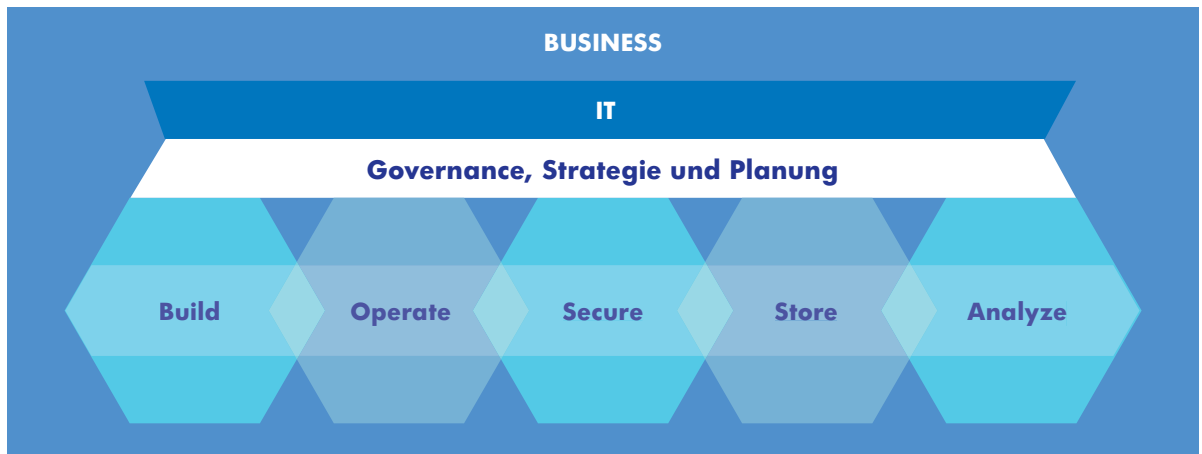 BUSINESS
IT
Governance, Strategie und Planung
Build Operate Secure Store Analyze